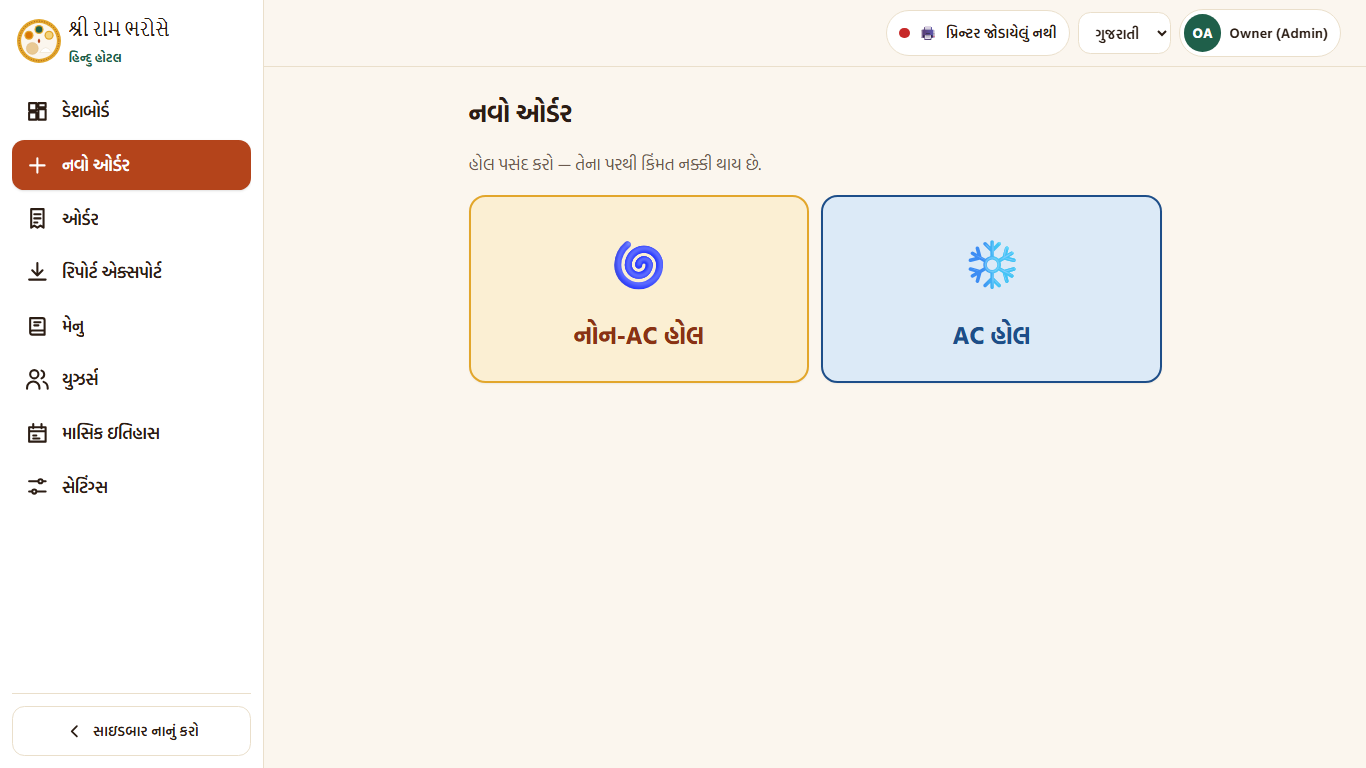 શ્રી રામ ભરોસે
હિન્દુ હોટલ
પ્રિન્ટર જોડાયેલું નથી
ગુજરાતી
OA
Owner (Admin)
ડેશબોર્ડ
નવો ઓર્ડર
ઓર્ડર
રિપોર્ટ એક્સપોર્ટ
મેનુ
યુઝર્સ
માસિક ઇતિહાસ
સેટિંગ્સ
સાઇડબાર નાનું કરો
નવો ઓર્ડર
હોલ પસંદ કરો — તેના પરથી કિંમત નક્કી થાય છે.
નોન-AC હોલ
AC હોલ